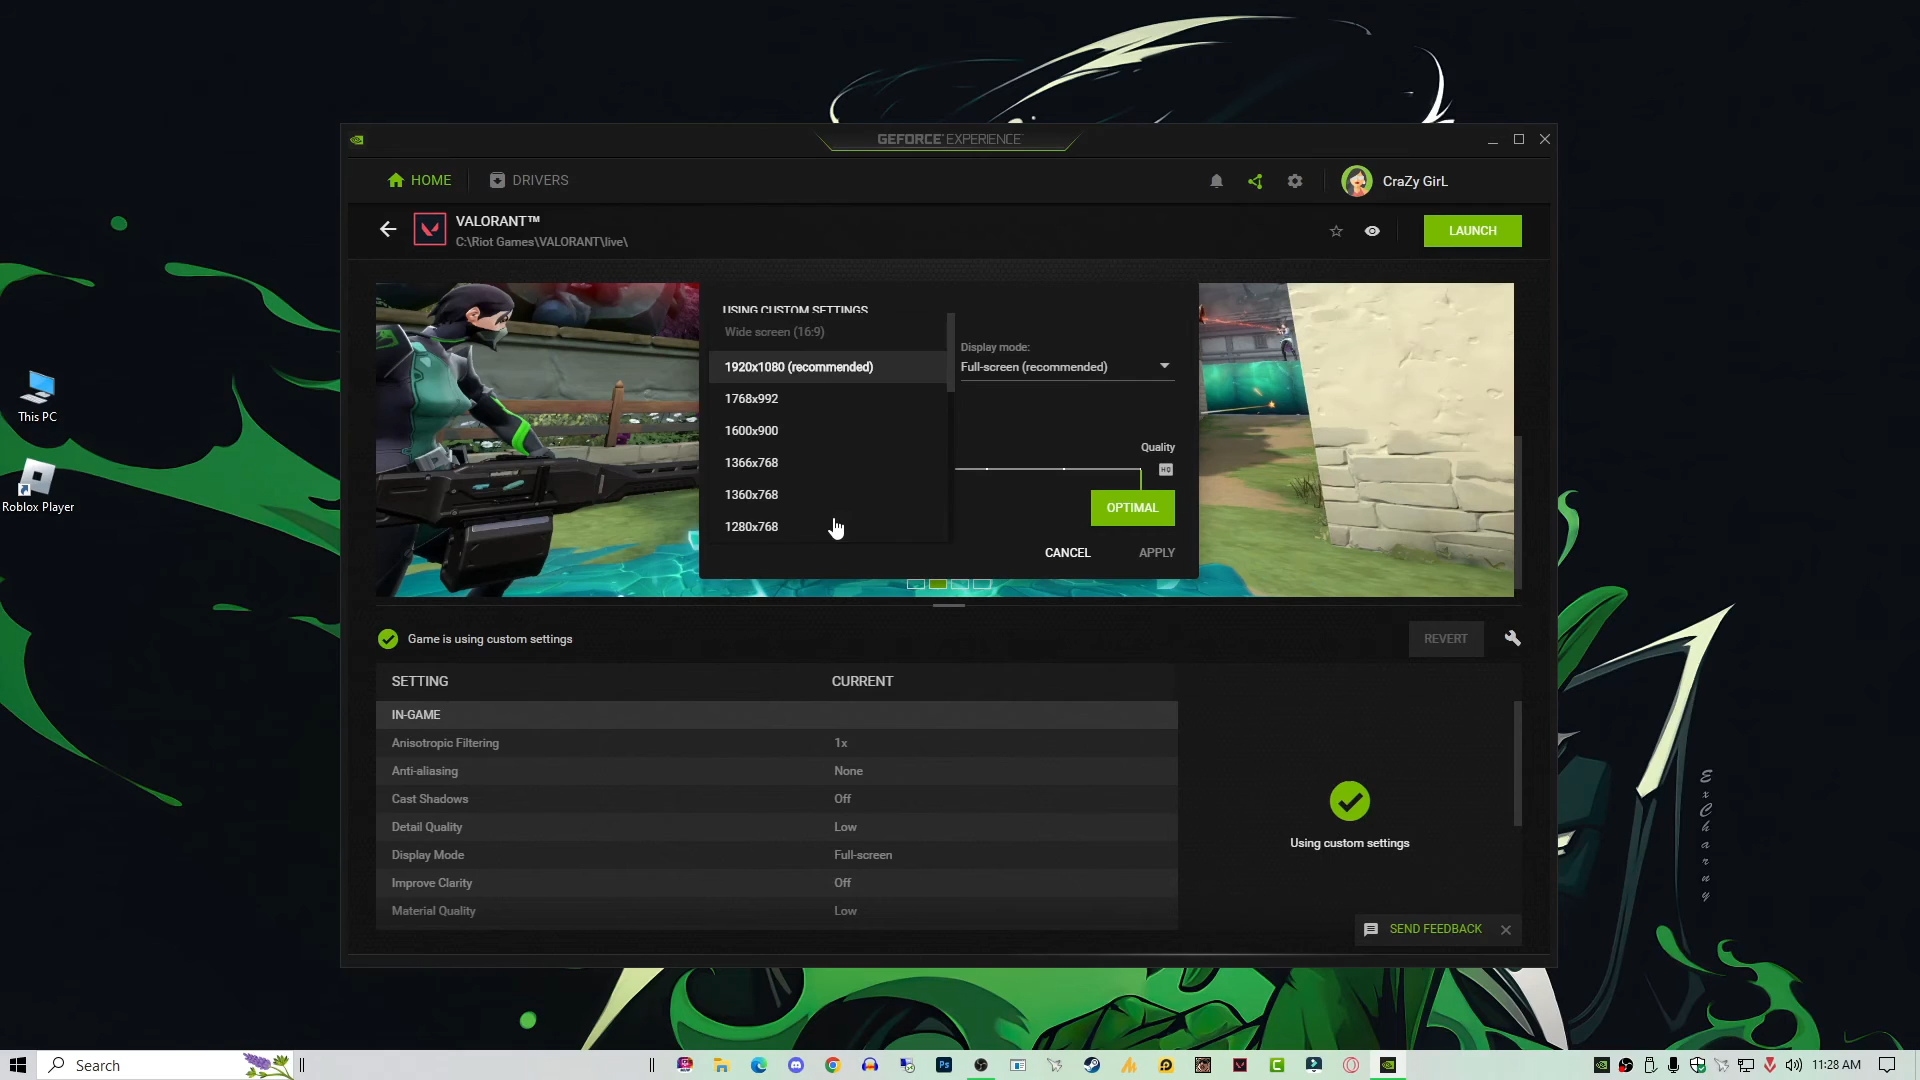 GEFORCE EXPERIENCE
HOME
DRIVERS
CraZy GirL
VALORANT™
C:\Riot Games\VALORANT\live\
LAUNCH
USING CUSTOM SETTINGS
Wide screen (16:9)
1920x1080 (recommended)
1768x992
1600x900
1366x768
1360x768
1280x768
Display mode:
Full-screen (recommended)
Quality
HQ
OPTIMAL
CANCEL
APPLY
This PC
Roblox Player
Game is using custom settings
REVERT
SETTING
CURRENT
IN-GAME
Anisotropic Filtering
1x
Anti-aliasing
None
Cast Shadows
Off
Detail Quality
Low
Display Mode
Full-screen
Improve Clarity
Off
Material Quality
Low
Using custom settings
SEND FEEDBACK
ExCharny
Search
Ps
11:28 AM